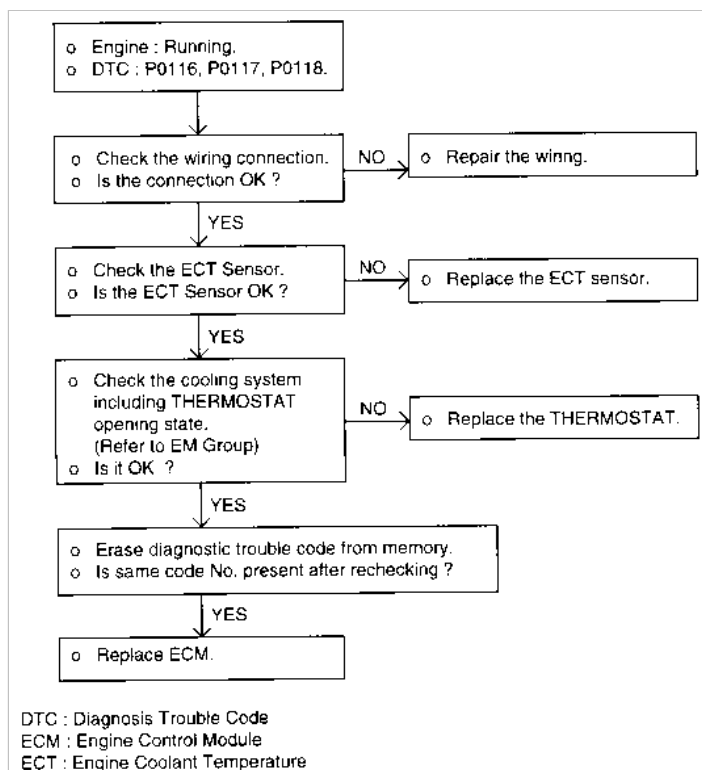 o Engine : Running.
o DTC : P0116, P0117, P0118.
o Check the wiring connection.
o Is the connection OK ?
NO
o Repair the wiring.
YES
o Check the ECT Sensor.
o Is the ECT Sensor OK ?
NO
o Replace the ECT sensor.
YES
o Check the cooling system
including THERMOSTAT
opening state.
(Refer to EM Group)
o Is it OK ?
NO
o Replace the THERMOSTAT.
YES
o Erase diagnostic trouble code from memory.
o Is same code No. present after rechecking ?
YES
o Replace ECM.
DTC : Diagnosis Trouble Code
ECM : Engine Control Module
ECT : Engine Coolant Temperature